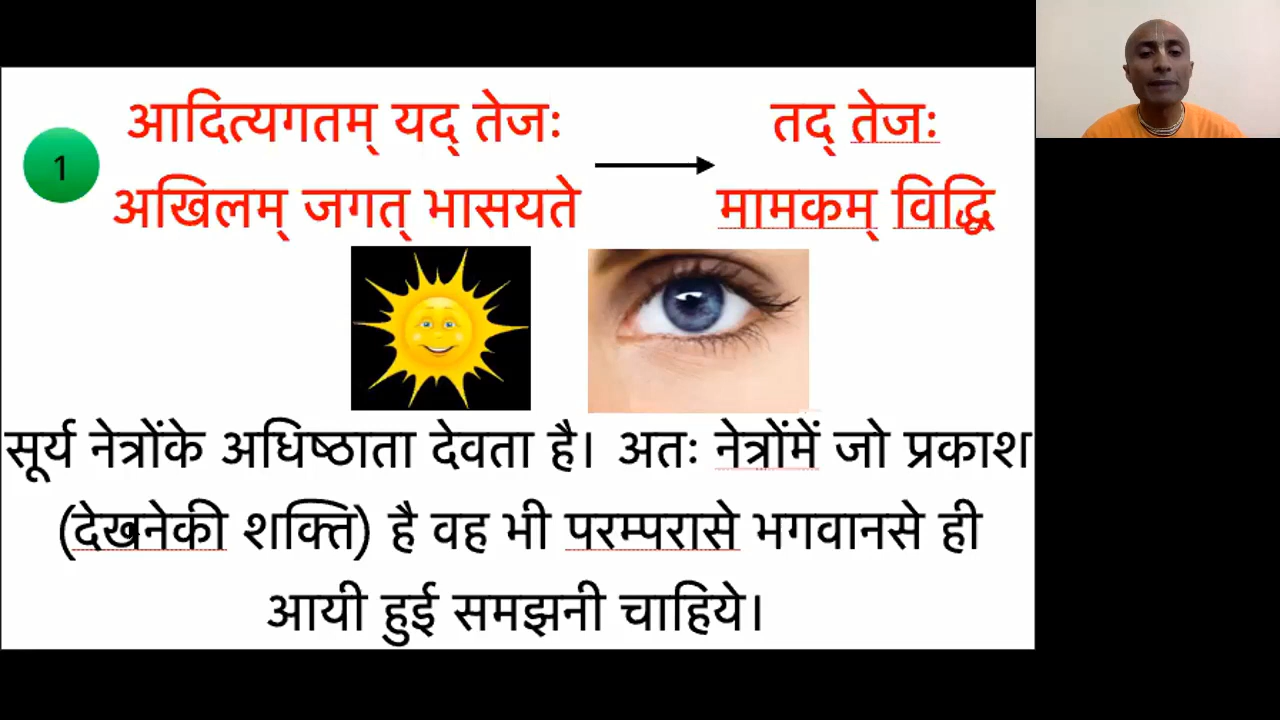 1
आदित्यगतम् यद् तेजः
अखिलम् जगत् भासयते
तद् तेजः
मामकम् विद्धि
सूर्य नेत्रोंके अधिष्ठाता देवता है। अतः नेत्रोंमें जो प्रकाश
(देखनेकी शक्ति) है वह भी परम्परासे भगवानसे ही
आयी हुई समझनी चाहिये।